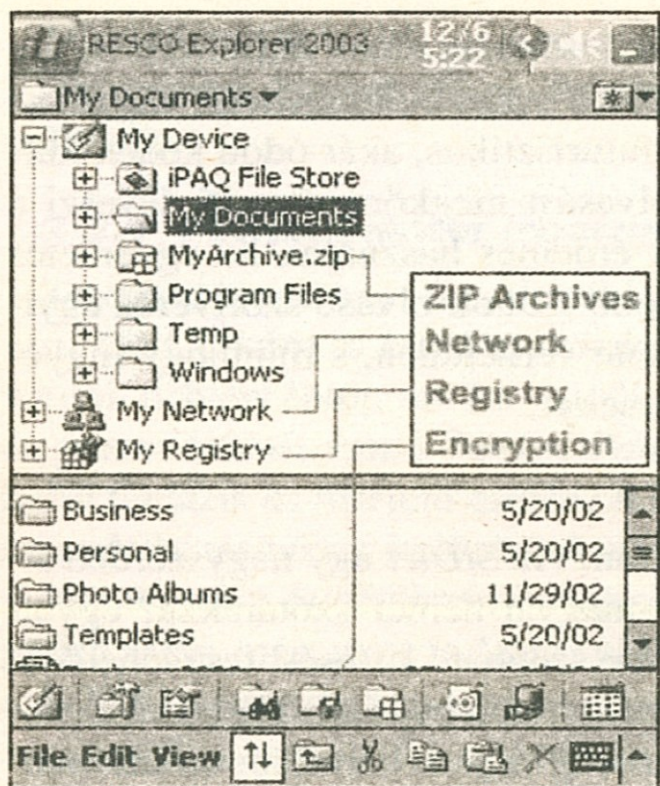 RESCO Explorer 2003
12/6
5:22
My Documents
My Device
iPAQ File Store
My Documents
MyArchive.zip
Program Files
Temp
Windows
My Network
My Registry
ZIP Archives
Network
Registry
Encryption
Business 5/20/02
Personal 5/20/02
Photo Albums 11/29/02
Templates 5/20/02
File Edit View